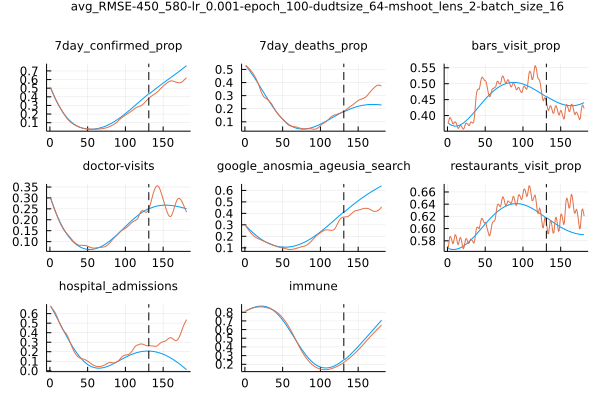 avg_RMSE-450_580-lr_0.001-epoch_100-dudtsize_64-mshoot_lens_2-batch_size_16
7day_confirmed_prop 7day_deaths_prop bars_visit_prop
0.7 0.5 0.55
0.6
0.5 0.4 0.50
0.4 0.3
0.3 0.2 0.45
0.2 0.40
0.1 0.1
0 50 100 150 0 50 100 150 0 50 100 150
doctor-visits google_anosmia_ageusia_search restaurants_visit_prop
0.35 0.6 0.66
0.30 0.5 0.64
0.25 0.4
0.20 0.3 0.62
0.15 0.2 0.60
0.10 0.1 0.58
0 50 100 150 0 50 100 150 0 50 100 150
hospital_admissions immune
0.6 0.8
0.5 0.7
0.4 0.6
0.3 0.5
0.2 0.4
0.1 0.3
0.0 0.2
0 50 100 150 0 50 100 150